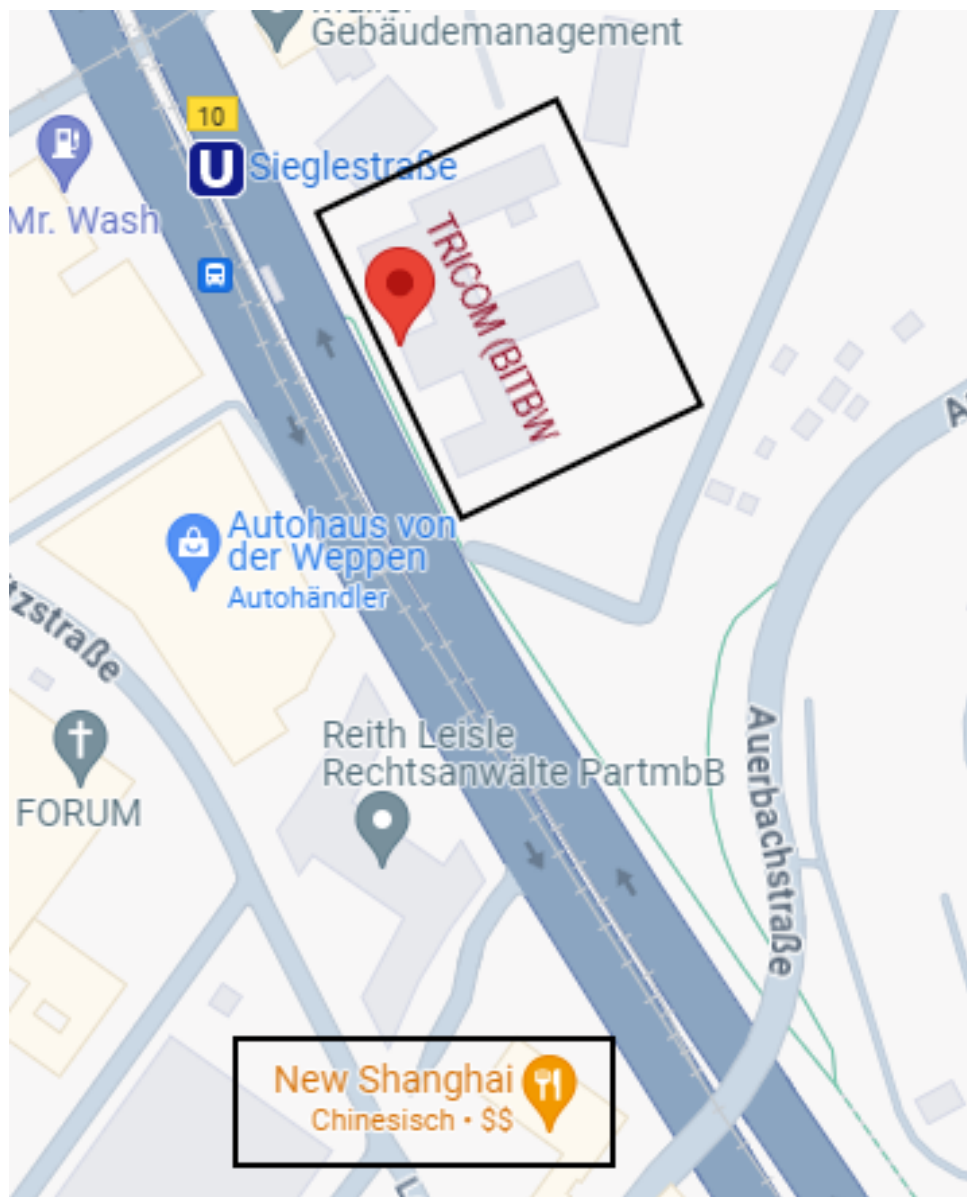 Gebäudemanagement
10
U
Sieglestraße
Mr. Wash
TRICOM (BITBW
Autohaus von
der Weppen
Autohändler
tzstraße
Reith Leisle
Rechtsanwälte PartmbB
FORUM
Auerbachstraße
New Shanghai
Chinesisch • $$